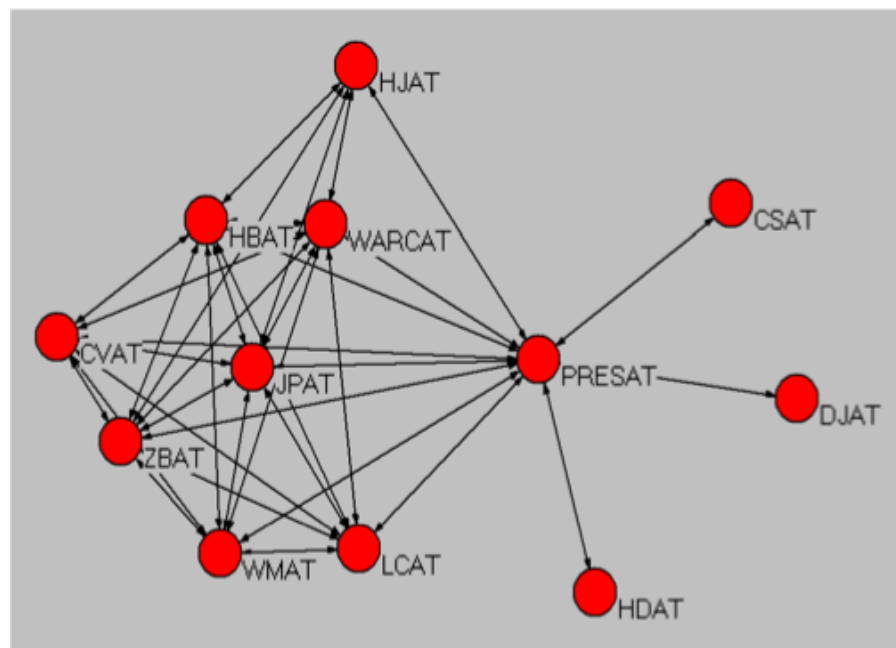 HJAT
CSAT
HBAT
WARCAT
CVAT
JPAT
PRESAT
DJAT
ZBAT
WMAT
LCAT
HDAT